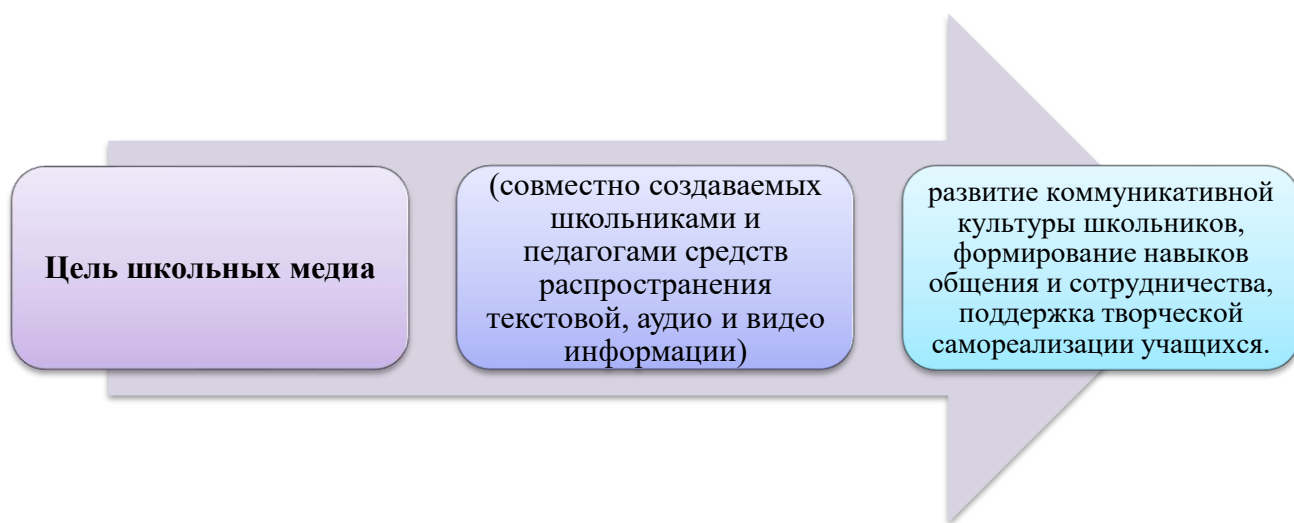 Цель школьных медиа
(совместно создаваемых
школьниками и
педагогами средств
распространения
текстовой, аудио и видео
информации)
развитие коммуникативной
культуры школьников,
формирование навыков
общения и сотрудничества,
поддержка творческой
самореализации учащихся.